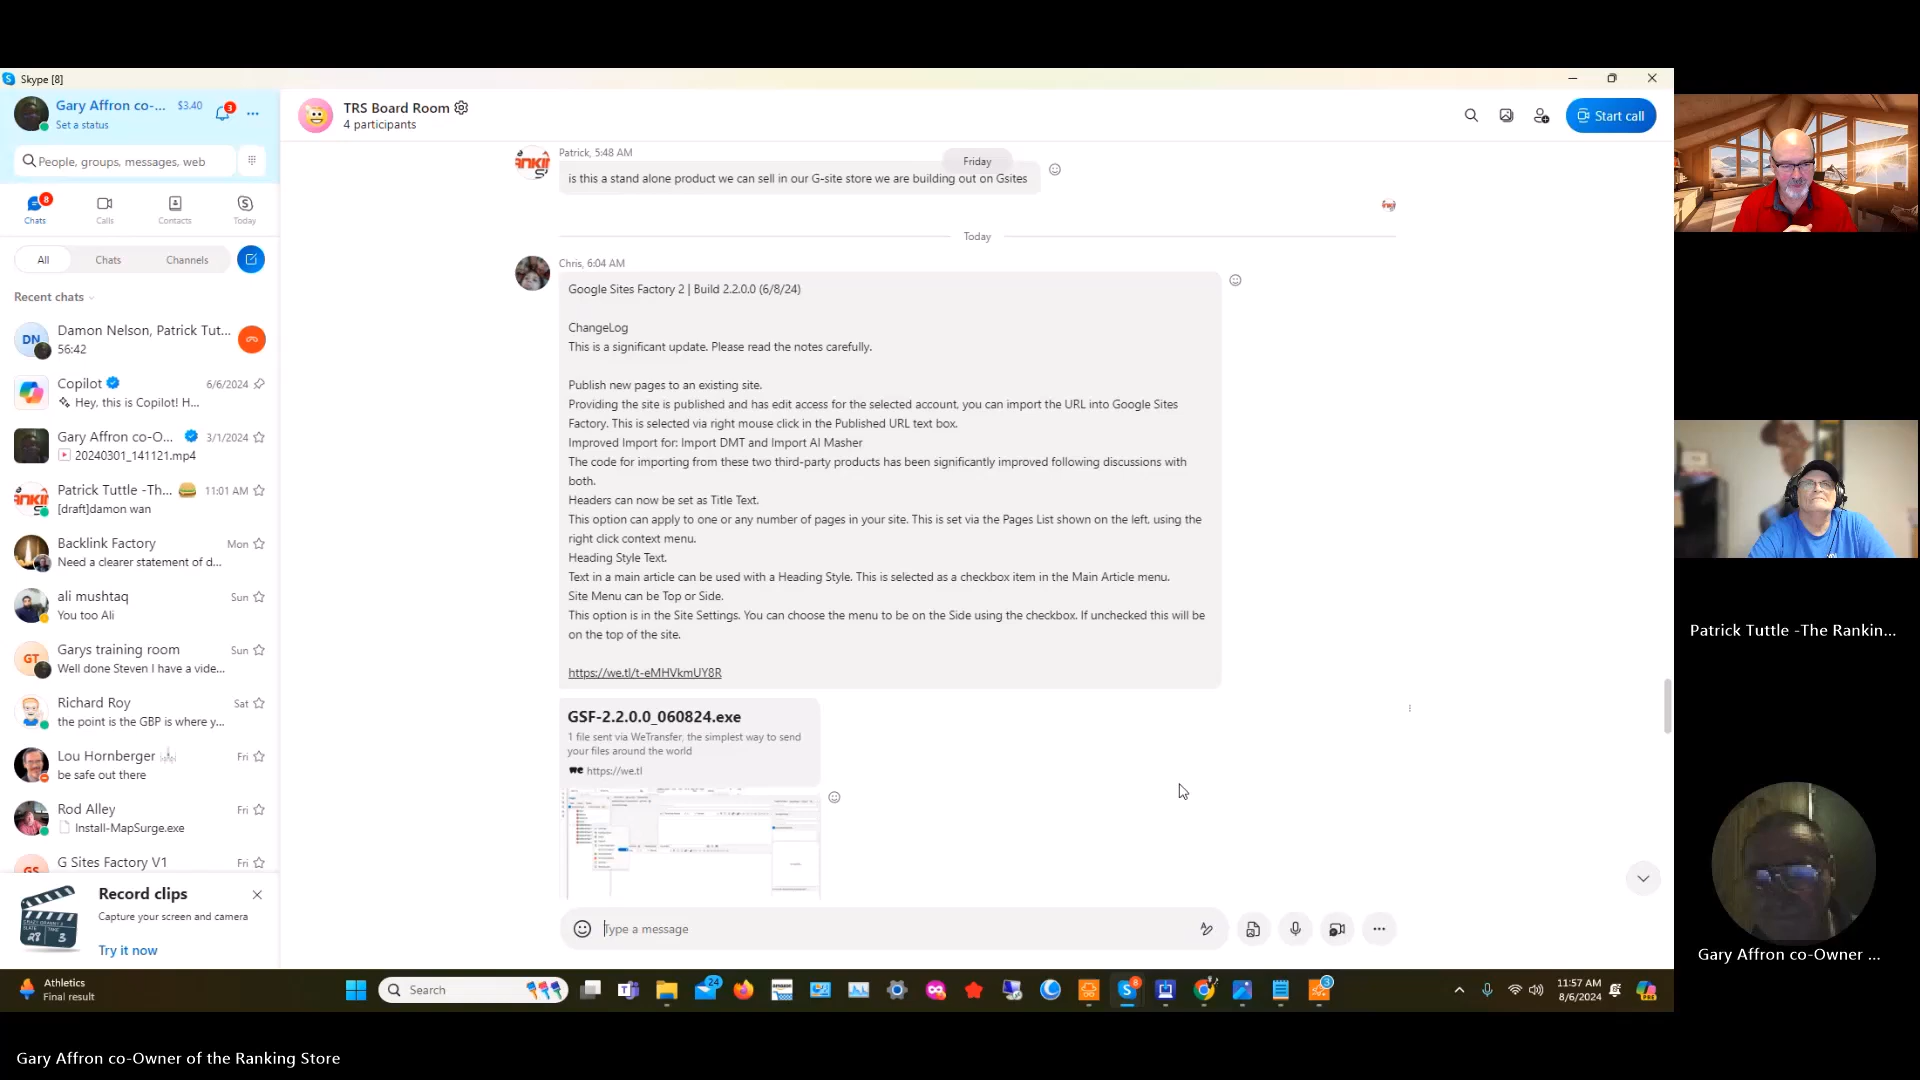 Skype [8]
Gary Affron co-... $3.40 3
Set a status
People, groups, messages, web
8
Chats Calls Contacts Today
All Chats Channels
Recent chats
DN
Damon Nelson, Patrick Tut...
56:42
Copilot 6/6/2024
Hey, this is Copilot! H...
Gary Affron co-O... 3/1/2024
20240301_141121.mp4
Patrick Tuttle -Th... 11:01 AM
[draft]damon wan
Backlink Factory Mon
Need a clearer statement of d...
ali mushtaq Sun
You too Ali
GT
Garys training room Sun
Well done Steven I have a vide...
Richard Roy Sat
the point is the GBP is where y...
Lou Hornberger Fri
be safe out there
Rod Alley Fri
Install-MapSurge.exe
G Sites Factory V1 Fri
Record clips
Capture your screen and camera
Try it now
TRS Board Room
4 participants
Start call
Patrick, 5:48 AM
Friday
is this a stand alone product we can sell in our G-site store we are building out on Gsites
Today
Chris, 6:04 AM
Google Sites Factory 2 | Build 2.2.0.0 (6/8/24)
ChangeLog
This is a significant update. Please read the notes carefully.
Publish new pages to an existing site.
Providing the site is published and has edit access for the selected account, you can import the URL into Google Sites
Factory. This is selected via right mouse click in the Published URL text box.
Improved Import for: Import DMT and Import AI Masher
The code for importing from these two third-party products has been significantly improved following discussions with
both.
Headers can now be set as Title Text.
This option can apply to one or any number of pages in your site. This is set via the Pages List shown on the left, using the
right click context menu.
Heading Style Text.
Text in a main article can be used with a Heading Style. This is selected as a checkbox item in the Main Article menu.
Site Menu can be Top or Side.
This option is in the Site Settings. You can choose the menu to be on the Side using the checkbox. If unchecked this will be
on the top of the site.
https://we.tl/t-eMHVkmUY8R
GSF-2.2.0.0_060824.exe
1 file sent via WeTransfer, the simplest way to send
your files around the world
we https://we.tl
Type a message
Athletics
Final result
Search
24
8
3
11:57 AM
8/6/2024
Patrick Tuttle -The Rankin...
Gary Affron co-Owner ...
Gary Affron co-Owner of the Ranking Store